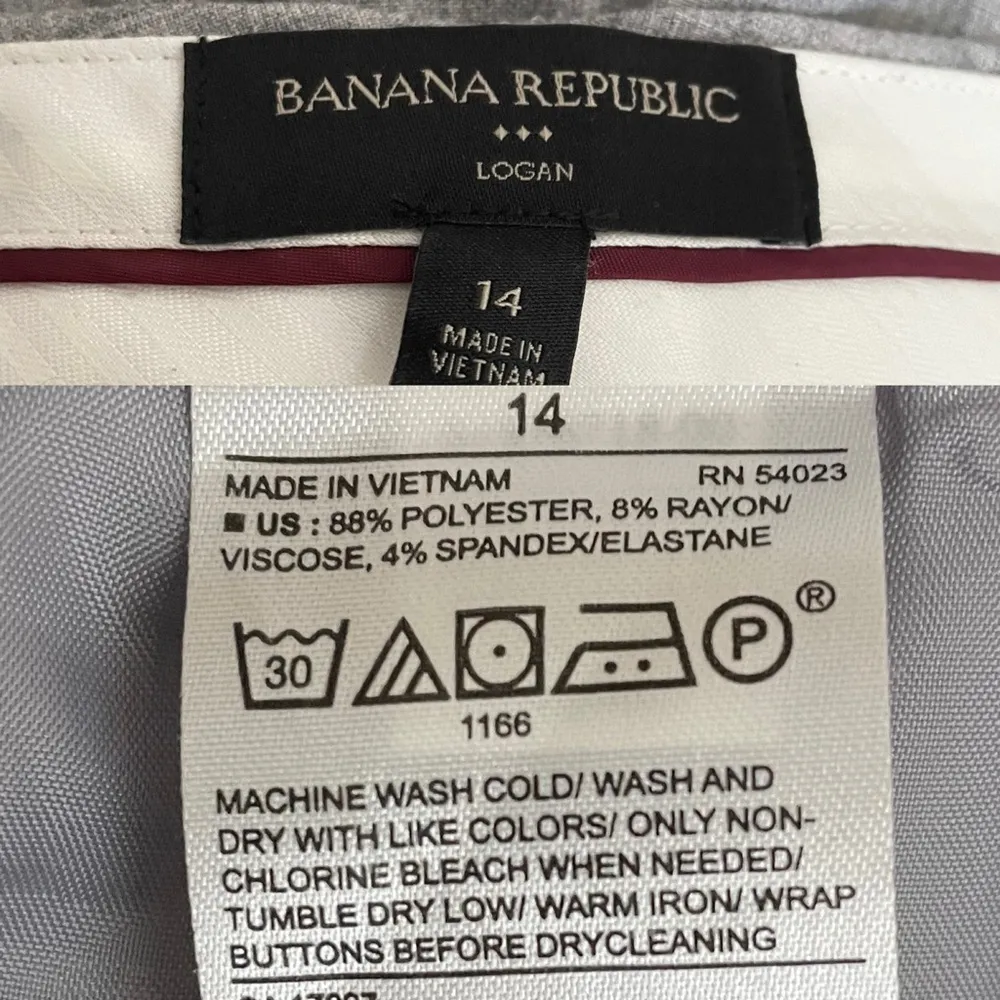 BANANA REPUBLIC
LOGAN
14
MADE IN
VIETNAM
14
MADE IN VIETNAM RN 54023
US : 88% POLYESTER, 8% RAYON/
VISCOSE, 4% SPANDEX/ELASTANE
30 P ®
1166
MACHINE WASH COLD/ WASH AND
DRY WITH LIKE COLORS/ ONLY NON-
CHLORINE BLEACH WHEN NEEDED/
TUMBLE DRY LOW/ WARM IRON/ WRAP
BUTTONS BEFORE DRYCLEANING